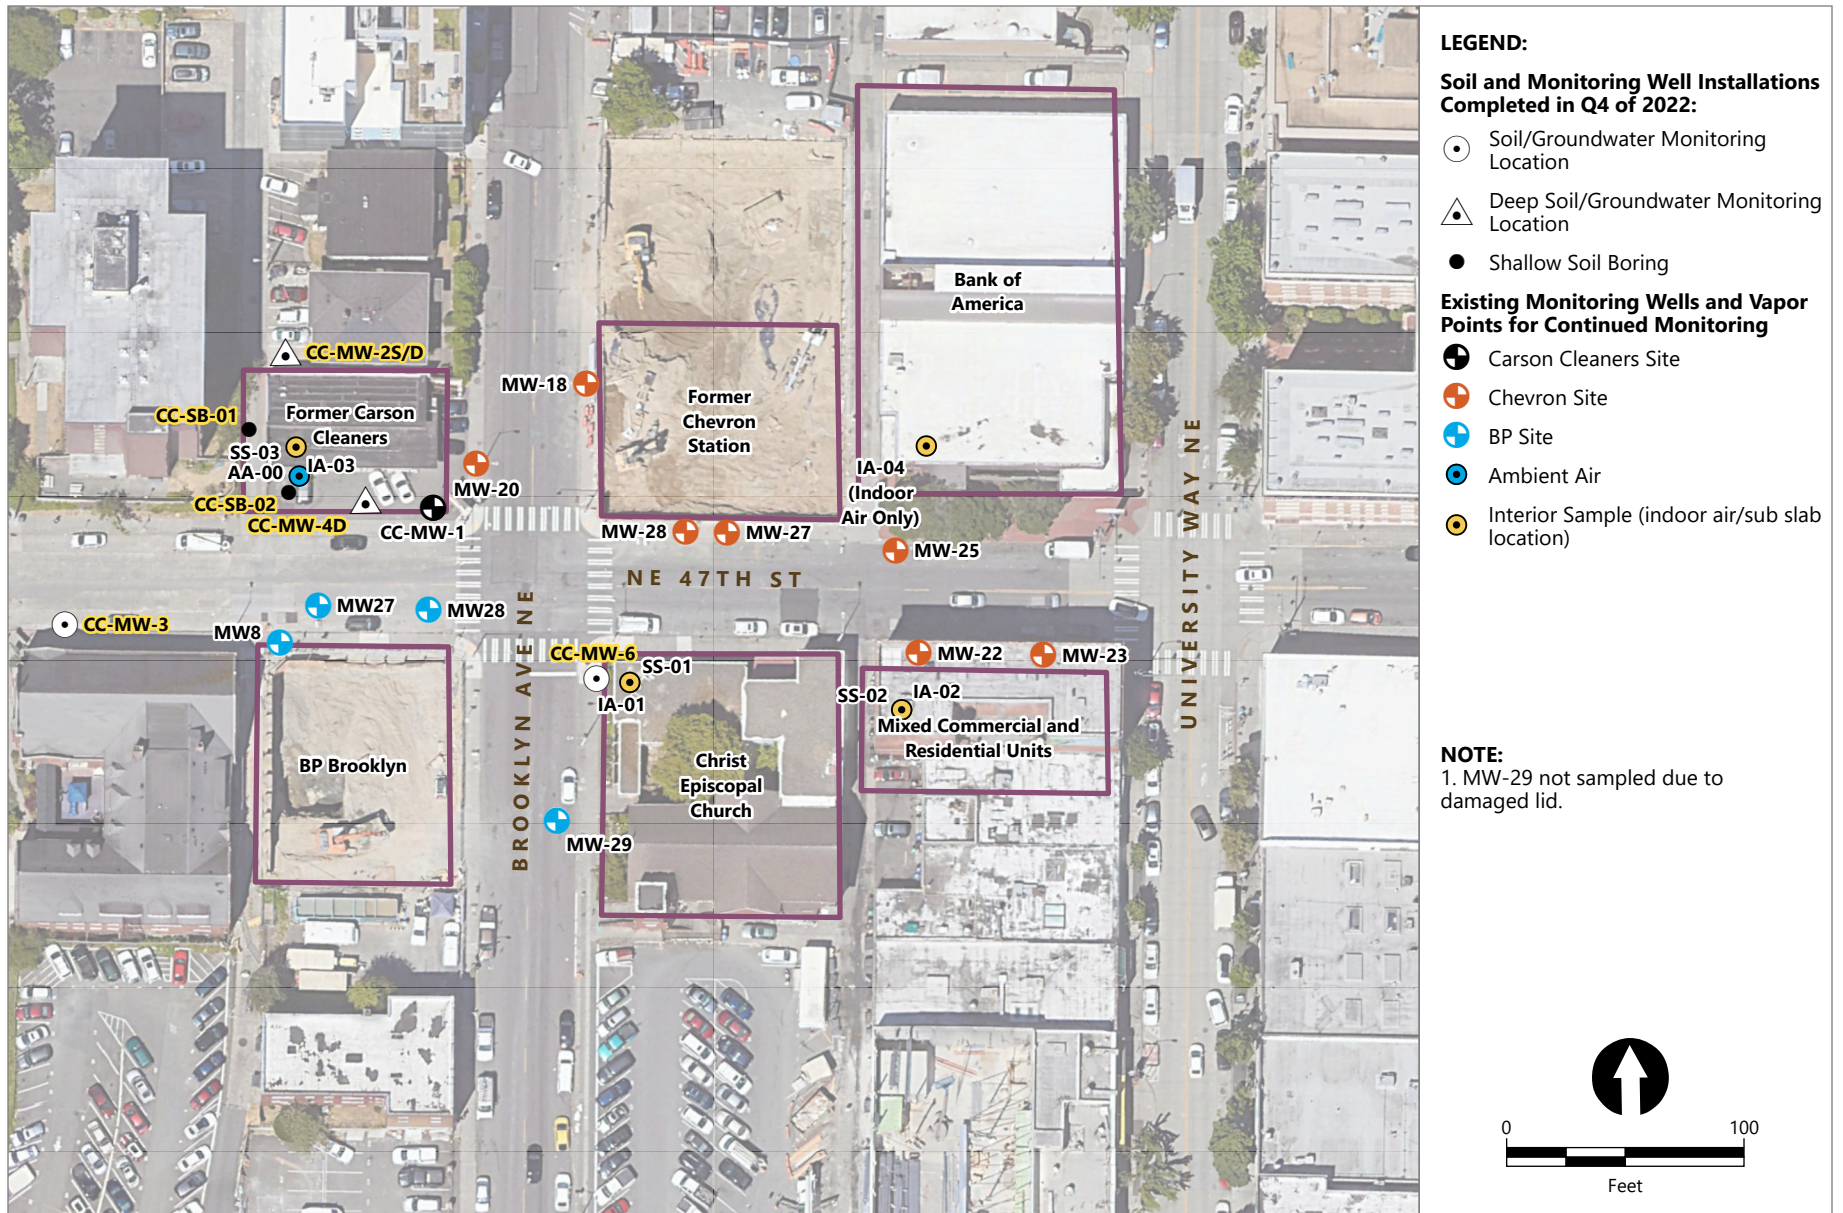 Bank of
America
CC-MW-2S/D
MW-18
CC-SB-01
Former Carson
Cleaners
Former
Chevron
Station
SS-03
IA-03
AA-00
IA-04
(Indoor
Air Only)
MW-20
CC-SB-02
CC-MW-4D
CC-MW-1
MW-28
MW-27
MW-25
NE 47TH ST
UNIVERSITY WAY NE
BROOKLYN AVE NE
MW27
MW28
CC-MW-3
MW8
CC-MW-6
SS-01
IA-01
MW-22
MW-23
SS-02
IA-02
Mixed Commercial and
Residential Units
BP Brooklyn
Christ
Episcopal
Church
MW-29
LEGEND:
Soil and Monitoring Well Installations
Completed in Q4 of 2022:
Soil/Groundwater Monitoring
Location
Deep Soil/Groundwater Monitoring
Location
Shallow Soil Boring
Existing Monitoring Wells and Vapor
Points for Continued Monitoring
Carson Cleaners Site
Chevron Site
BP Site
Ambient Air
Interior Sample (indoor air/sub slab
location)
NOTE:
1. MW-29 not sampled due to
damaged lid.
0
100
Feet